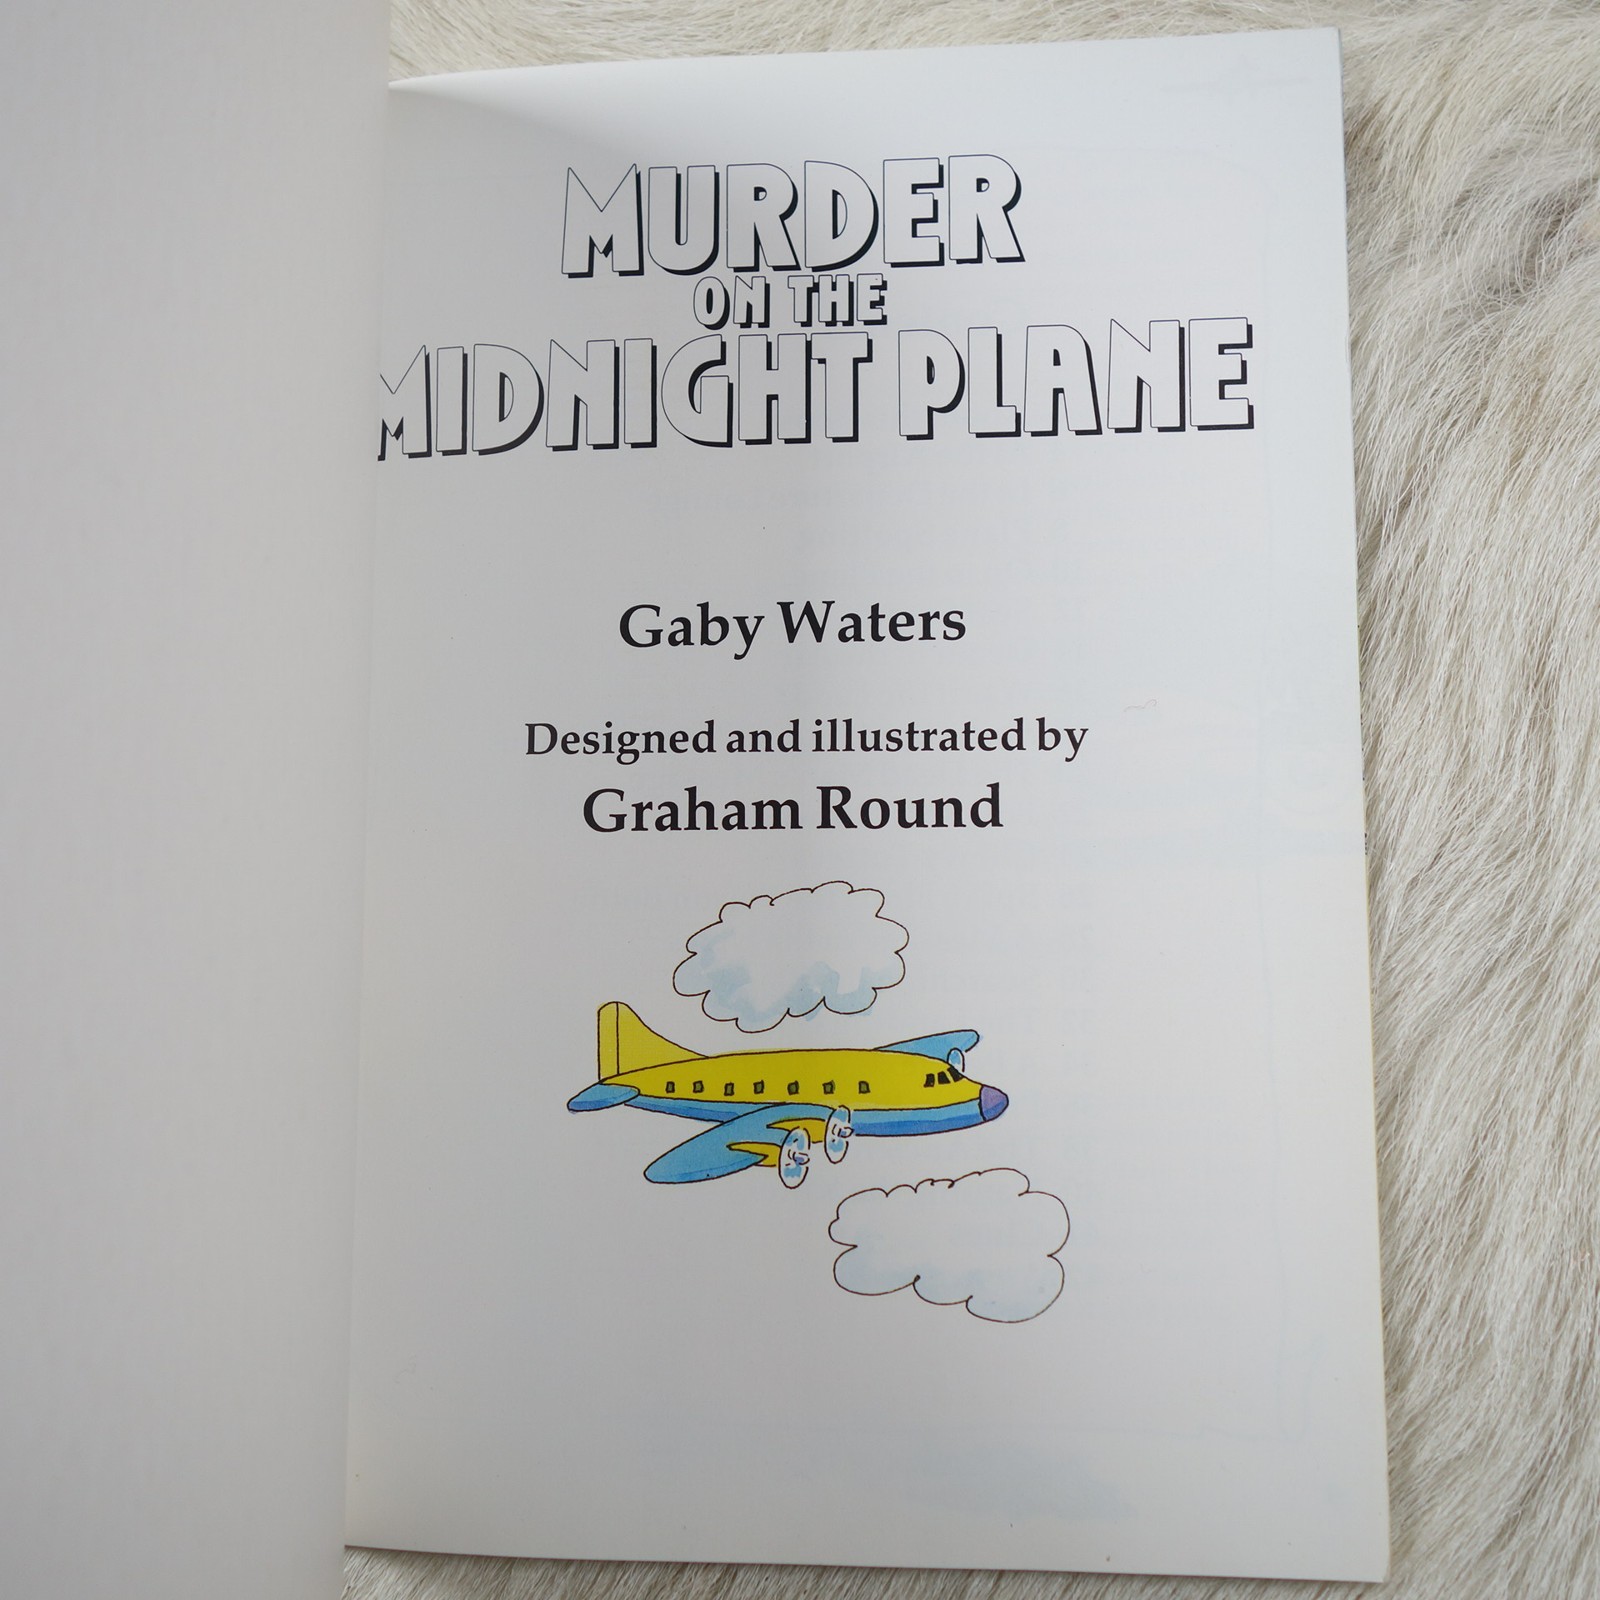 MURDER
ON THE
MIDNIGHT PLANE
Gaby Waters
Designed and illustrated by
Graham Round